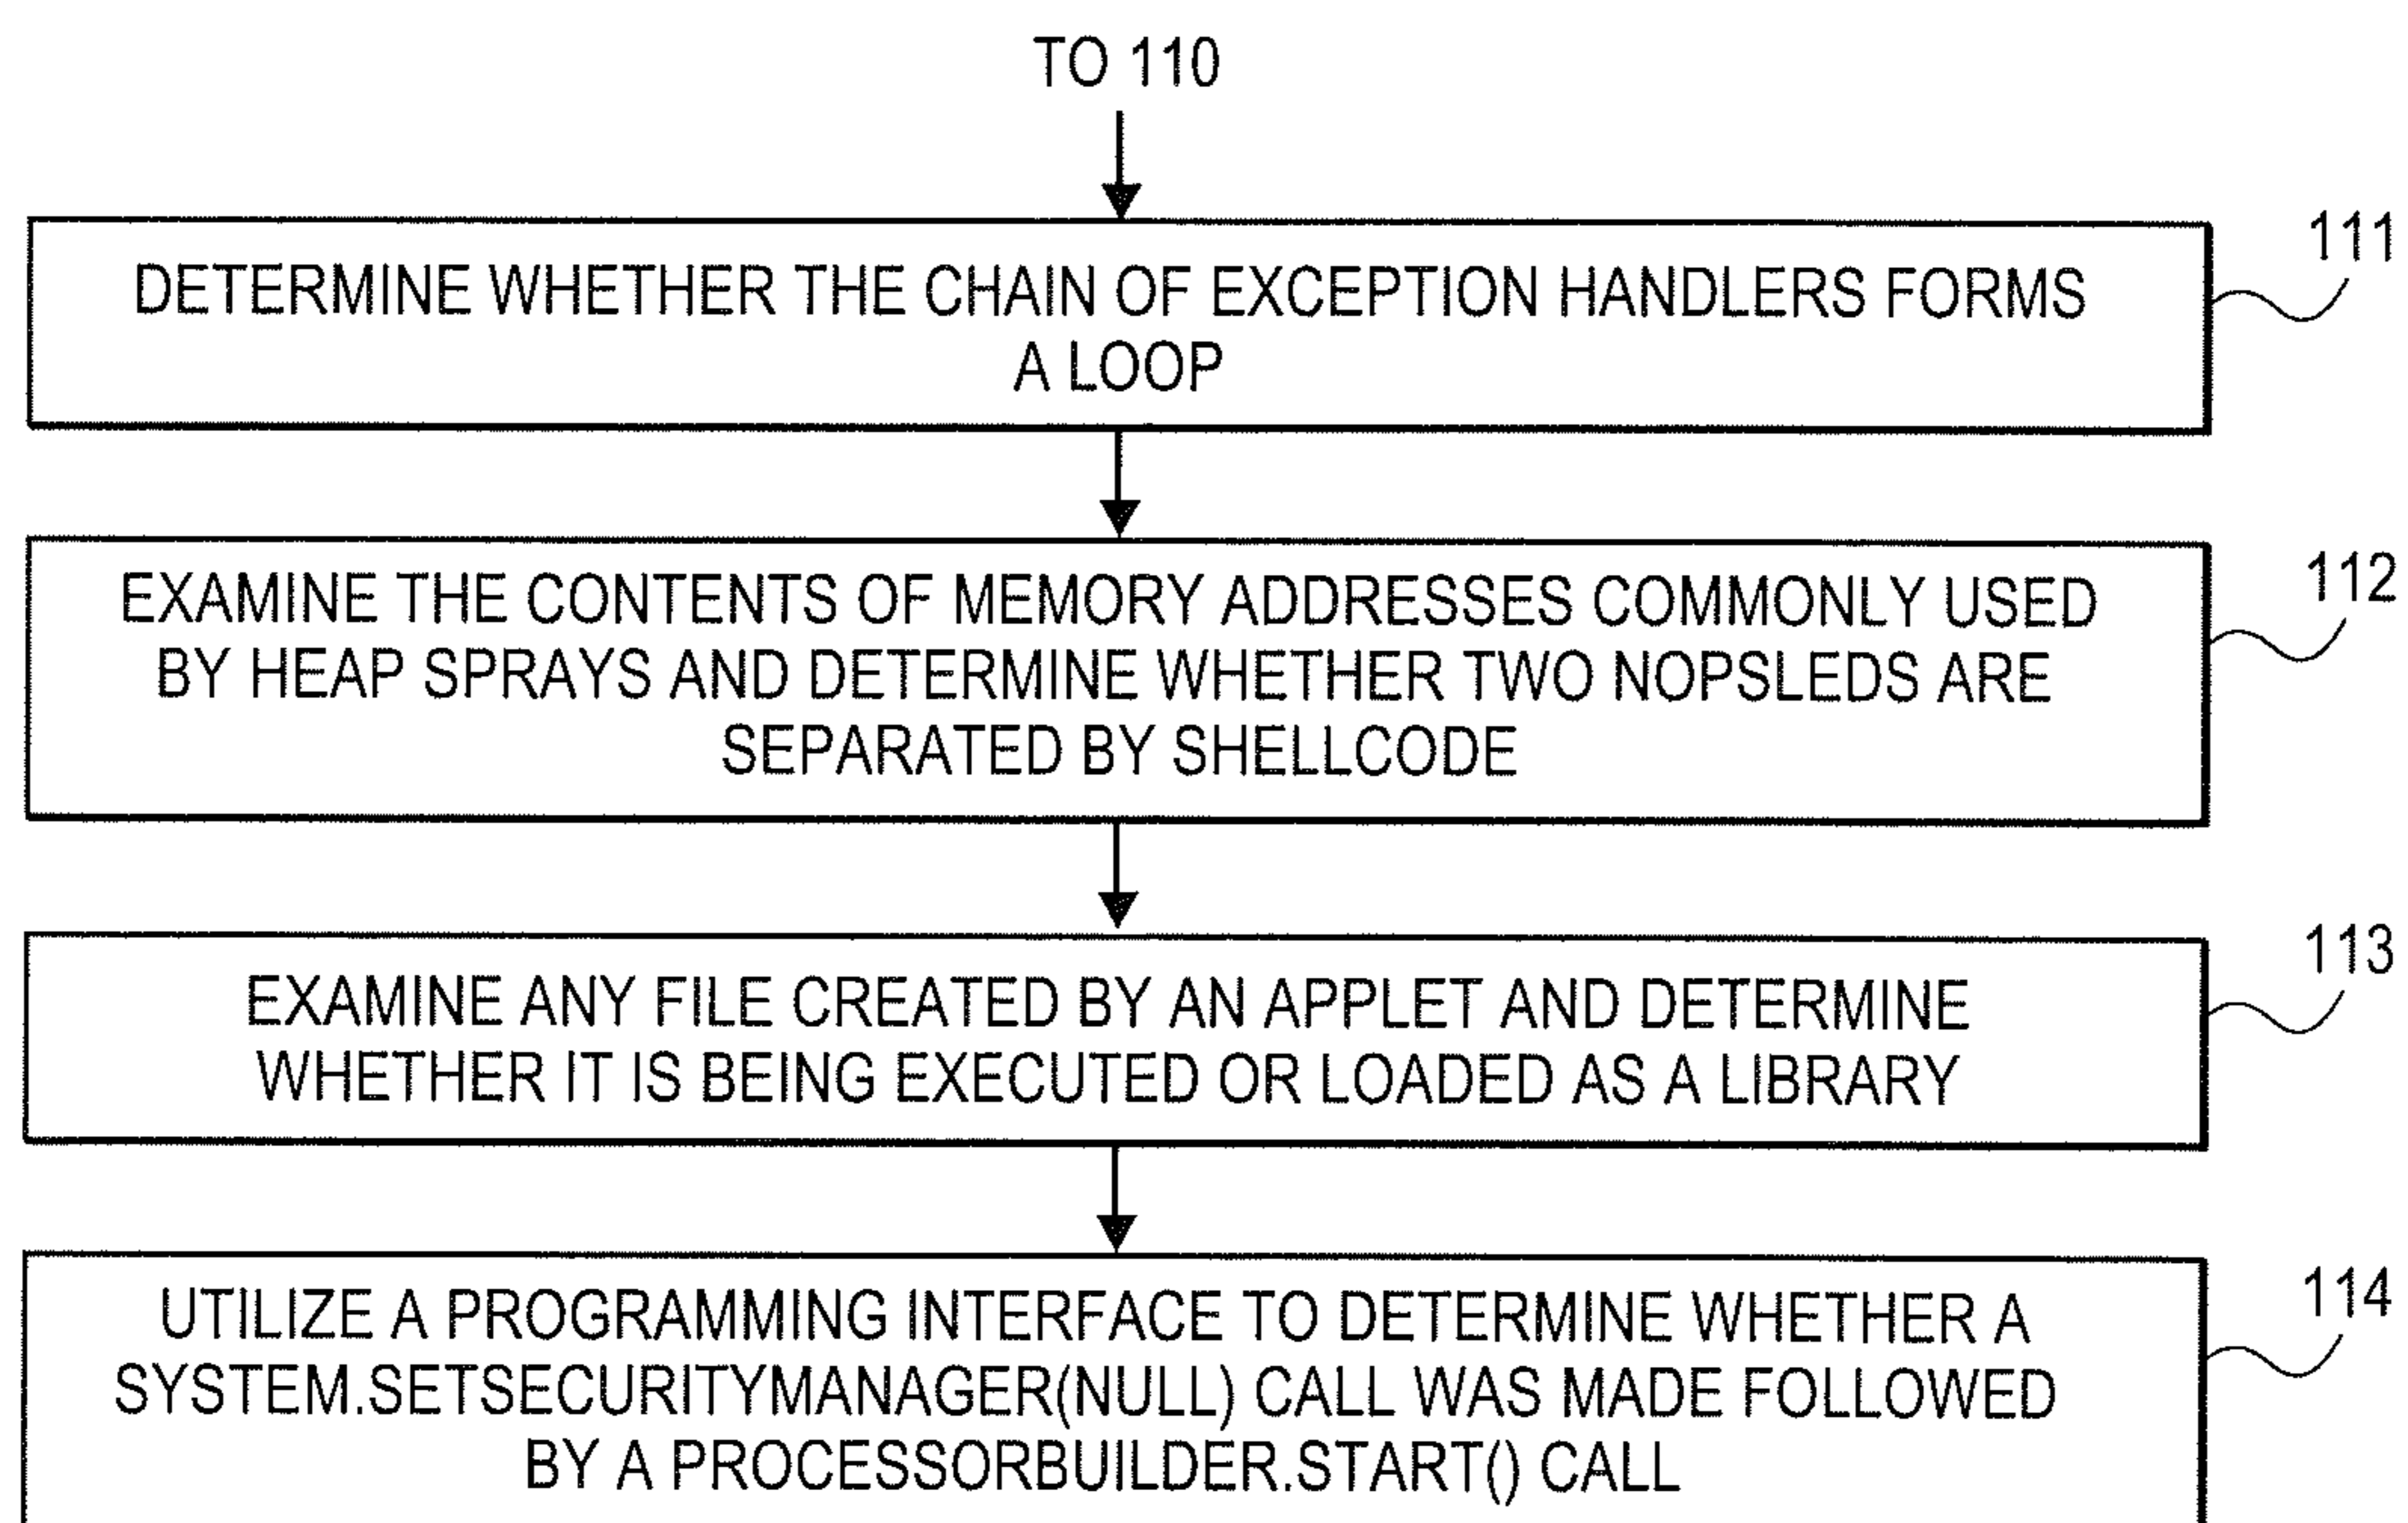 TO 110
DETERMINE WHETHER THE CHAIN OF EXCEPTION HANDLERS FORMS
A LOOP
111
EXAMINE THE CONTENTS OF MEMORY ADDRESSES COMMONLY USED
BY HEAP SPRAYS AND DETERMINE WHETHER TWO NOPSLEDS ARE
SEPARATED BY SHELLCODE
112
EXAMINE ANY FILE CREATED BY AN APPLET AND DETERMINE
WHETHER IT IS BEING EXECUTED OR LOADED AS A LIBRARY
113
UTILIZE A PROGRAMMING INTERFACE TO DETERMINE WHETHER A
SYSTEM.SETSECURITYMANAGER(NULL) CALL WAS MADE FOLLOWED
BY A PROCESSORBUILDER.START() CALL
114